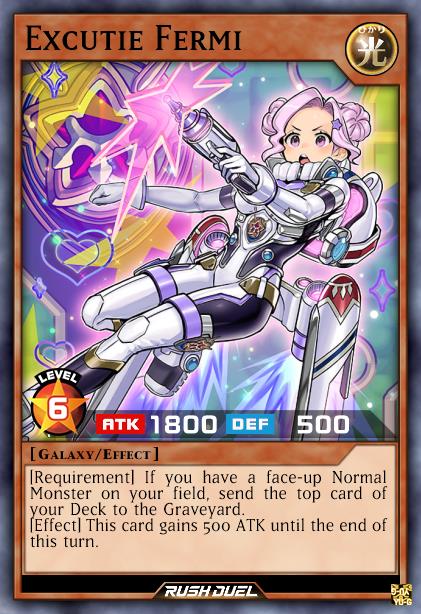 Excutie Fermi
ひかり
光
LEVEL
6
ATK 1800 DEF 500
[Galaxy/Effect]
[Requirement] If you have a face-up Normal
Monster on your field, send the top card of
your Deck to the Graveyard.
[Effect] This card gains 500 ATK until the end of
this turn.
RUSH DUEL